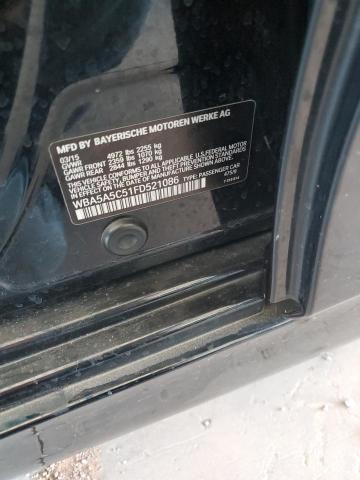 MFD BY BAYERISCHE MOTOREN WERKE AG
03/15
GVWR 4972 lbs 2255 kg
GAWR FRONT 2359 lbs 1070 kg
GAWR REAR 2844 lbs 1290 kg
THIS VEHICLE CONFORMS TO ALL APPLICABLE U.S. FEDERAL MOTOR
VEHICLE SAFETY, BUMPER AND THEFT PREVENTION STANDARDS
IN EFFECT ON THE DATE OF MANUFACTURE SHOWN ABOVE.
WBA5A5C51FD521086 TYPE: PASSENGER CAR
475/9